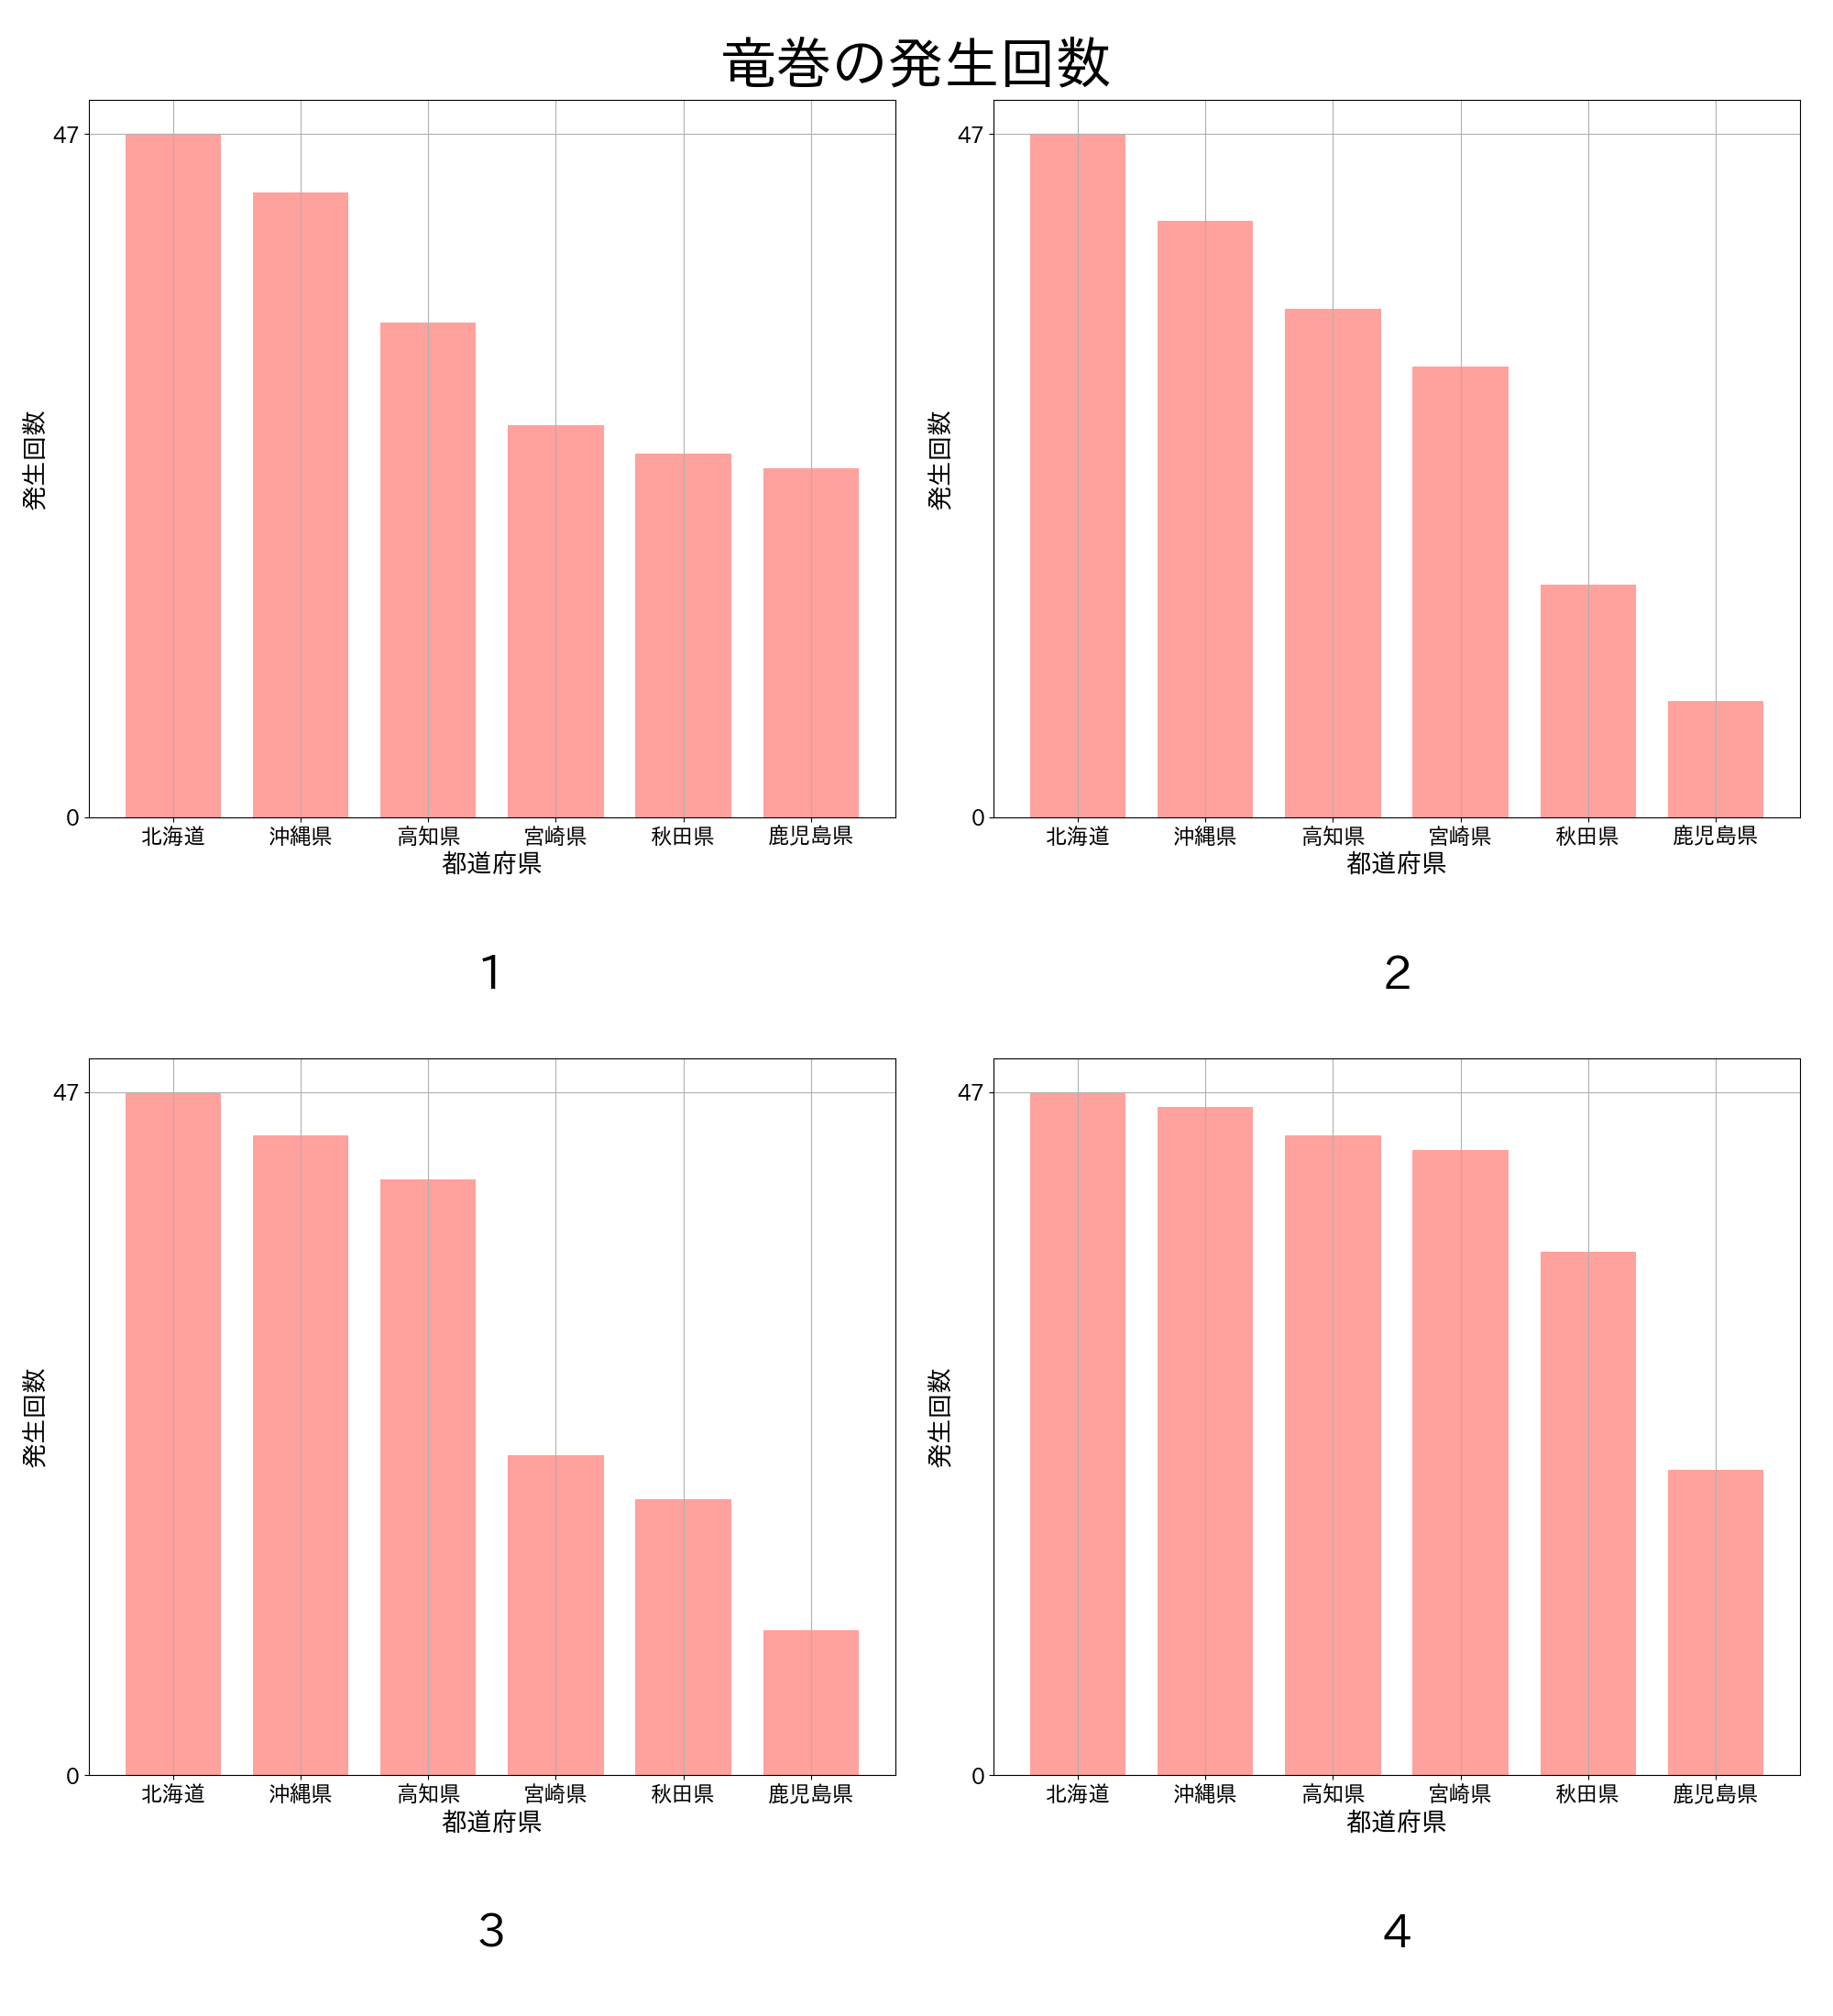 竜巻の発生回数
47
0
発生回数
北海道 沖縄県 高知県 宮崎県 秋田県 鹿児島県
都道府県
1
47
0
発生回数
北海道 沖縄県 高知県 宮崎県 秋田県 鹿児島県
都道府県
2
47
0
発生回数
北海道 沖縄県 高知県 宮崎県 秋田県 鹿児島県
都道府県
3
47
0
発生回数
北海道 沖縄県 高知県 宮崎県 秋田県 鹿児島県
都道府県
4